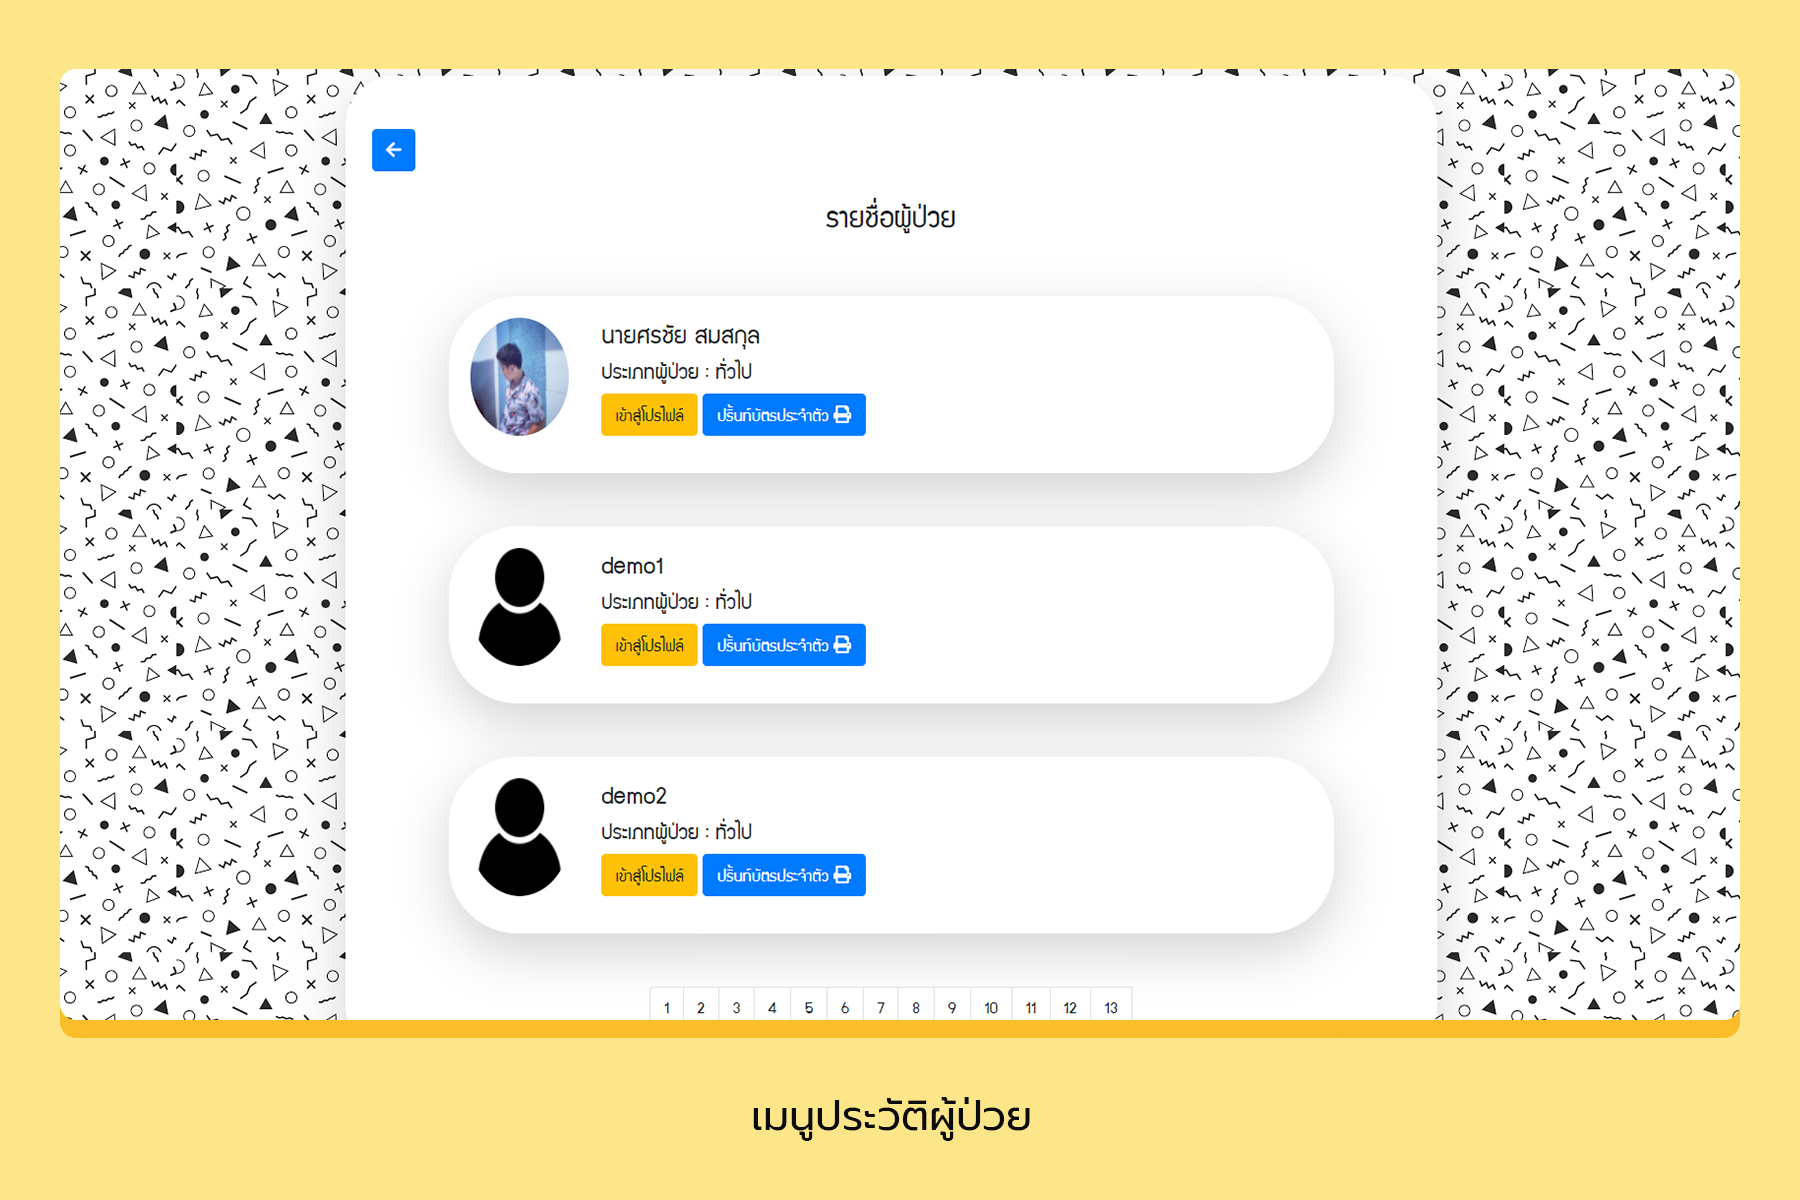 รายชื่อผู้ป่วย
นายศรชัย สมสกุล
ประเภทผู้ป่วย : ทั่วไป
เข้าสู่โปรไฟล์ ปริ้นท์บัตรประจำตัว
demo1
ประเภทผู้ป่วย : ทั่วไป
เข้าสู่โปรไฟล์ ปริ้นท์บัตรประจำตัว
demo2
ประเภทผู้ป่วย : ทั่วไป
เข้าสู่โปรไฟล์ ปริ้นท์บัตรประจำตัว
1 2 3 4 5 6 7 8 9 10 11 12 13
เมนูประวัติผู้ป่วย